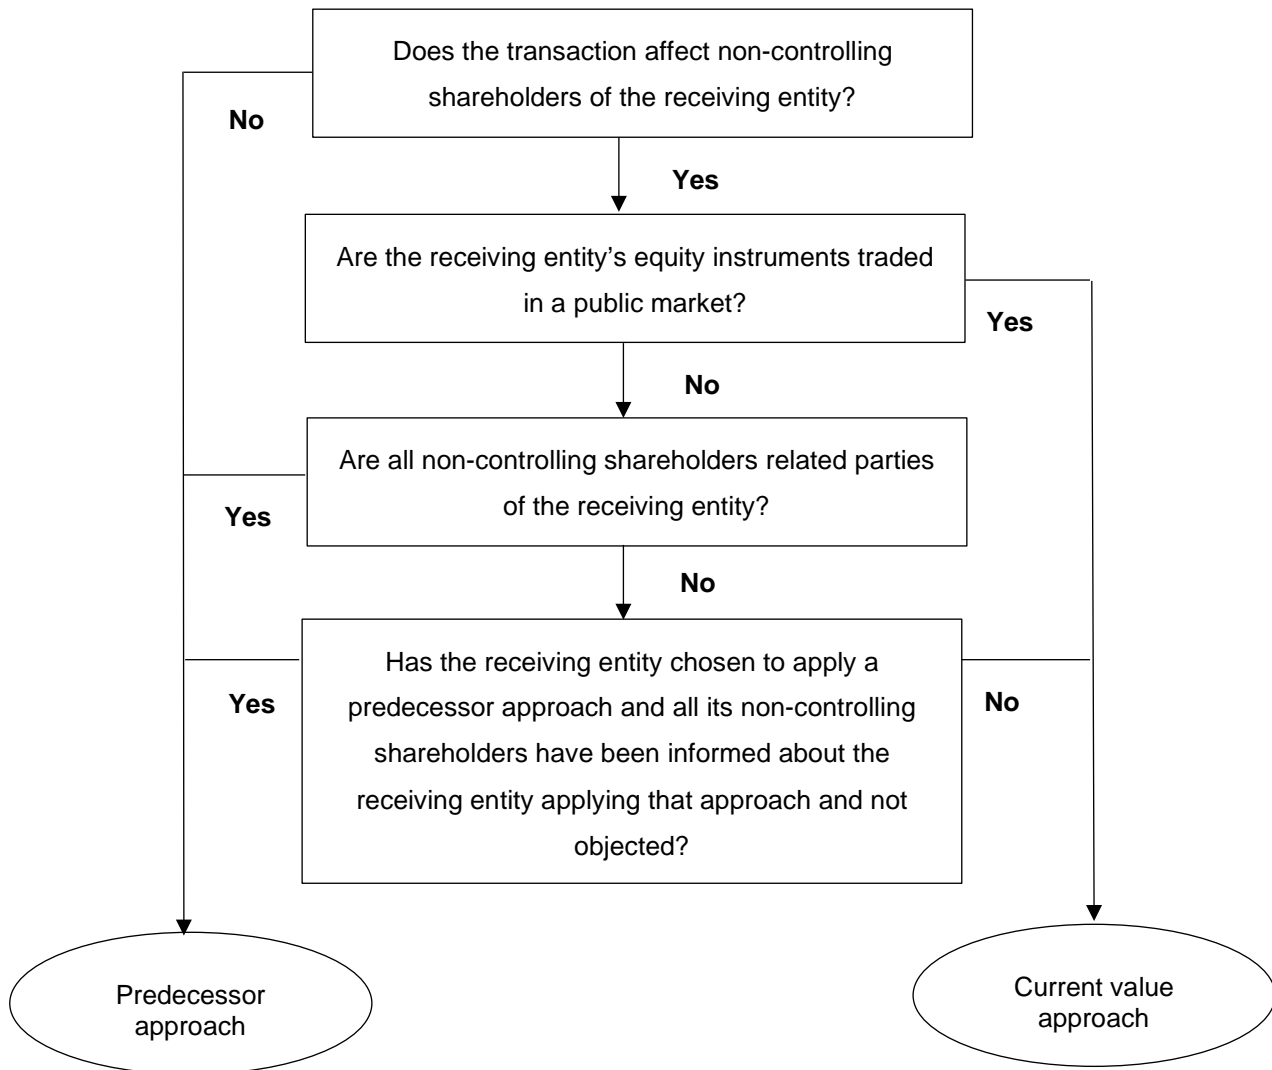 Does the transaction affect non-controlling
shareholders of the receiving entity?
No
Yes
Are the receiving entity’s equity instruments traded
in a public market?
Yes
No
Are all non-controlling shareholders related parties
of the receiving entity?
Yes
No
Has the receiving entity chosen to apply a
predecessor approach and all its non-controlling
shareholders have been informed about the
receiving entity applying that approach and not
objected?
Yes
No
Predecessor
approach
Current value
approach